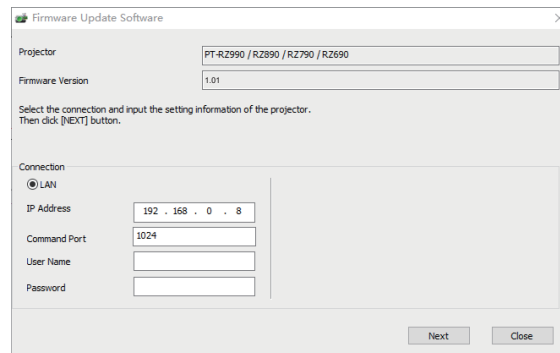 Firmware Update Software
Projector PT-RZ990 / RZ890 / RZ790 / RZ690
Firmware Version 1.01
Select the connection and input the setting information of the projector.
Then click [NEXT] button.
Connection
LAN
IP Address 192 . 168 . 0 . 8
Command Port 1024
User Name
Password
Next Close